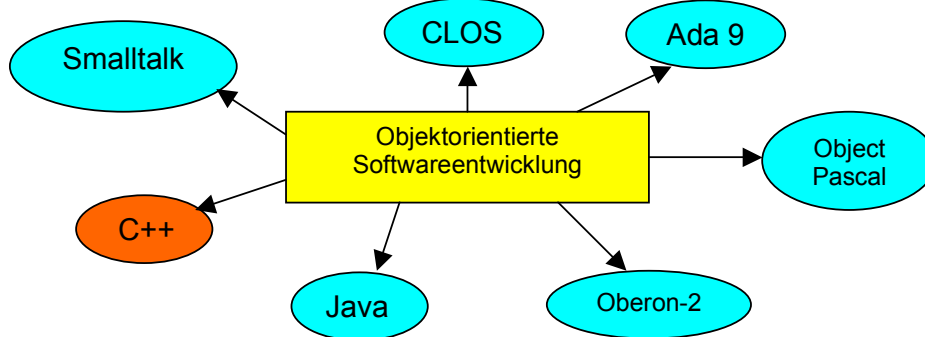 CLOS
Ada 9
Smalltalk
Objektorientierte
Softwareentwicklung
Object
Pascal
C++
Java
Oberon-2